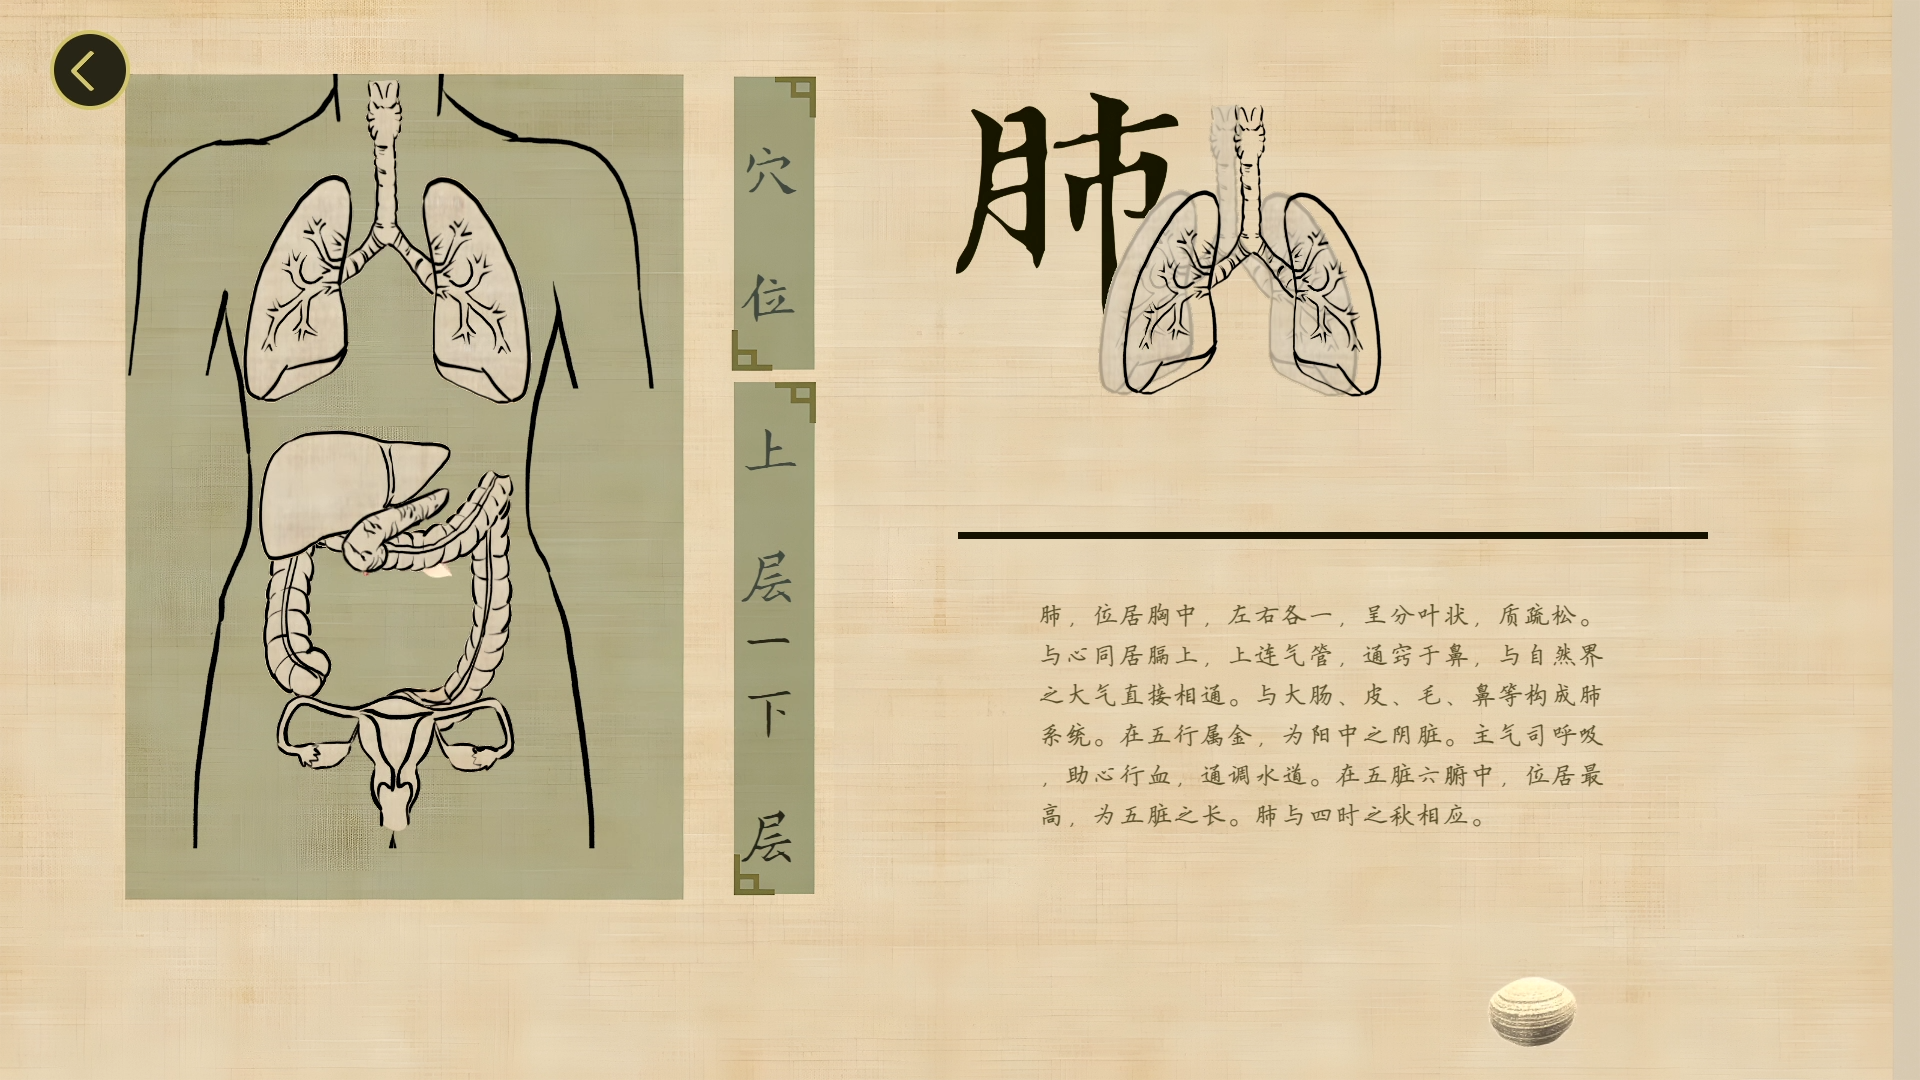 穴位
上层一下层
肺
肺，位居胸中，左右各一，呈分叶状，质疏松。
与心同居膈上，上连气管，通窍于鼻，与自然界
之大气直接相通。与大肠、皮、毛、鼻等构成肺
系统。在五行属金，为阳中之阴脏。主气司呼吸
，助心行血，通调水道。在五脏六腑中，位居最
高，为五脏之长。肺与四时之秋相应。